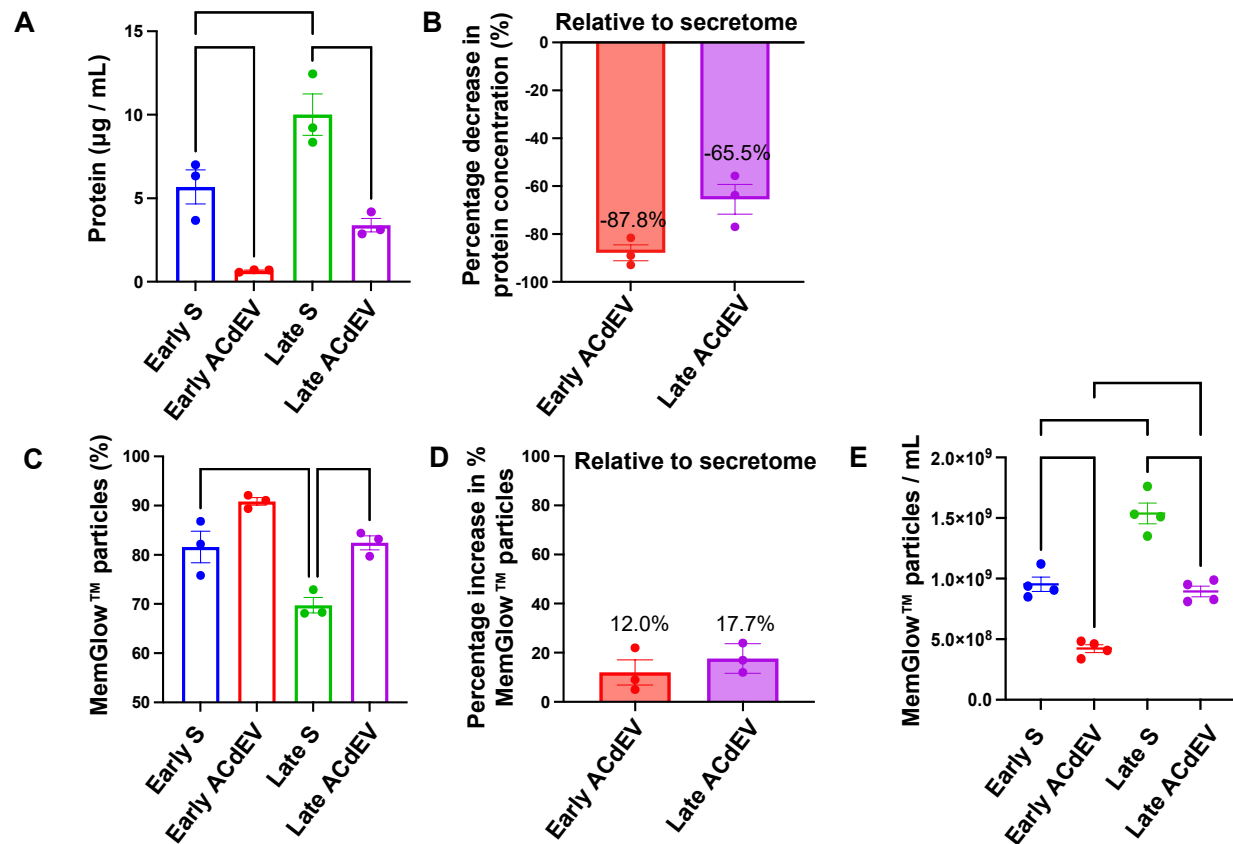 A
Protein (µg / mL)
15
10
5
0
Early S
Early ACdEV
Late S
Late ACdEV
B
Relative to secretome
Percentage decrease in
protein concentration (%)
0
-20
-40
-60
-80
-100
-87.8%
-65.5%
Early ACdEV
Late ACdEV
C
MemGlow™ particles (%)
100
90
80
70
60
50
Early S
Early ACdEV
Late S
Late ACdEV
D
Relative to secretome
Percentage increase in %
MemGlow™ particles
100
80
60
40
20
0
12.0%
17.7%
Early ACdEV
Late ACdEV
E
MemGlow™ particles / mL
2.0×10⁹
1.5×10⁹
1.0×10⁹
5.0×10⁸
0.0
Early S
Early ACdEV
Late S
Late ACdEV